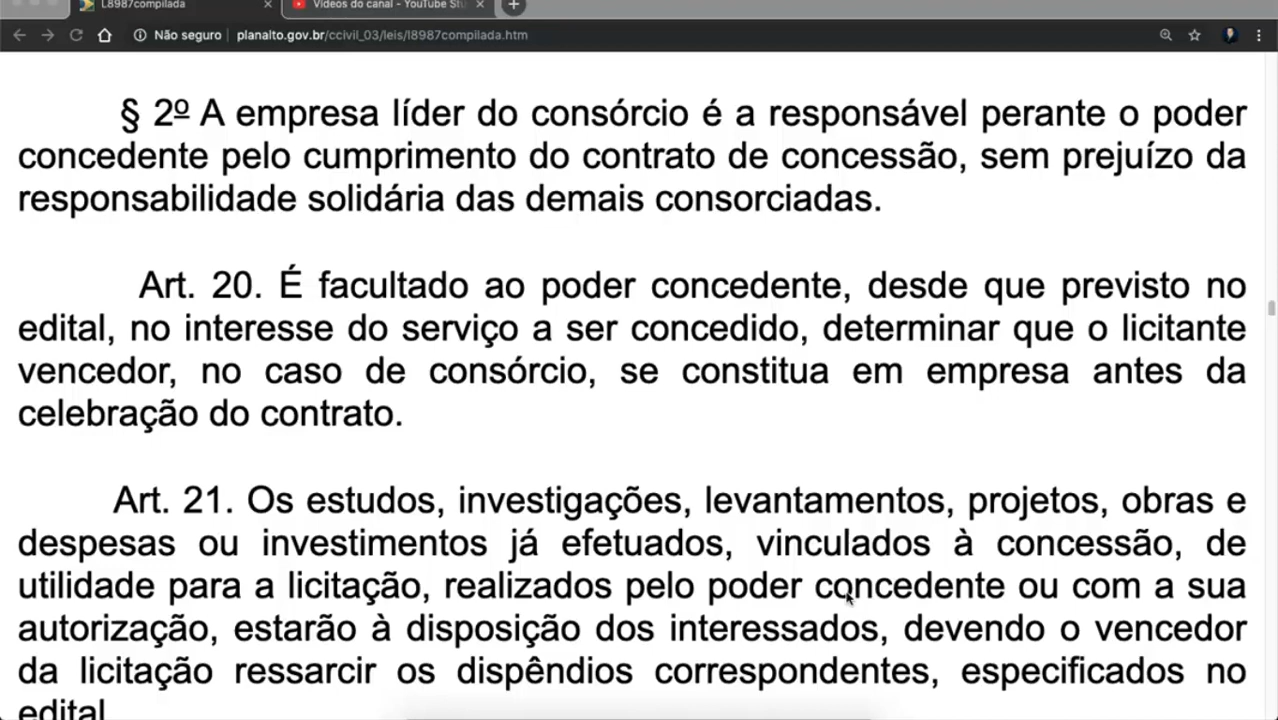 L8987compilada
Vídeos do canal - YouTube Stu
Não seguro | planalto.gov.br/ccivil_03/leis/l8987compilada.htm
§ 2º A empresa líder do consórcio é a responsável perante o poder
concedente pelo cumprimento do contrato de concessão, sem prejuízo da
responsabilidade solidária das demais consorciadas.
Art. 20. É facultado ao poder concedente, desde que previsto no
edital, no interesse do serviço a ser concedido, determinar que o licitante
vencedor, no caso de consórcio, se constitua em empresa antes da
celebração do contrato.
Art. 21. Os estudos, investigações, levantamentos, projetos, obras e
despesas ou investimentos já efetuados, vinculados à concessão, de
utilidade para a licitação, realizados pelo poder concedente ou com a sua
autorização, estarão à disposição dos interessados, devendo o vencedor
da licitação ressarcir os dispêndios correspondentes, especificados no
edital